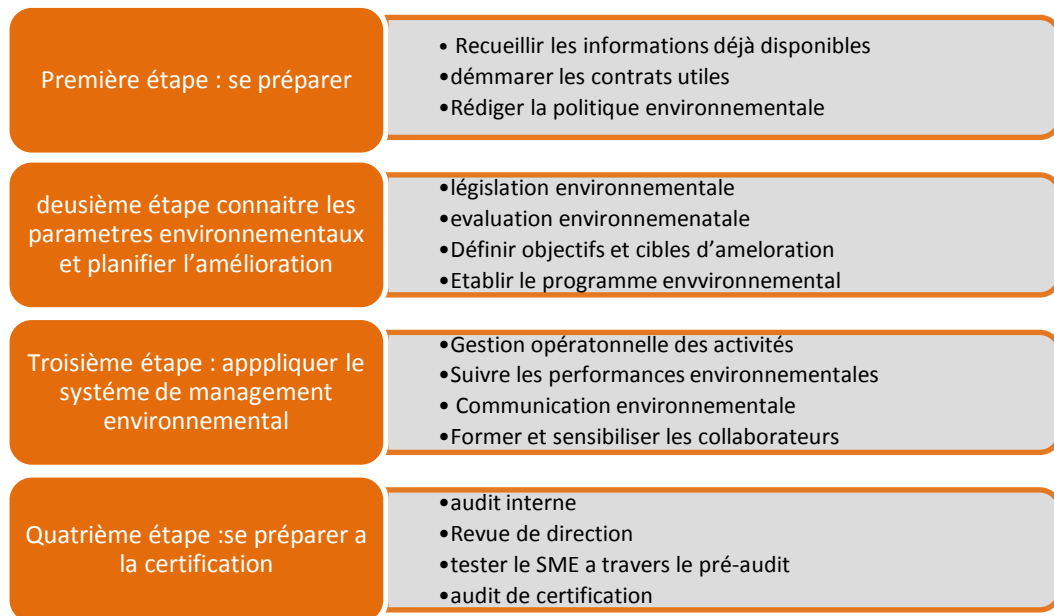 Première étape : se préparer
• Recueillir les informations déjà disponibles
•démmarer les contrats utiles
•Rédiger la politique environnementale
deusième étape connaitre les
parametres environnementaux
et planifier l’amélioration
•législation environnementale
•evaluation environnemenatale
•Définir objectifs et cibles d’ameloration
•Etablir le programme envvironnemental
Troisième étape : apppliquer le
systéme de management
environnemental
•Gestion opératonnelle des activités
•Suivre les performances environnementales
• Communication environnementale
•Former et sensibiliser les collaborateurs
Quatrième étape :se préparer a
la certification
•audit interne
•Revue de direction
•tester le SME a travers le pré-audit
•audit de certification